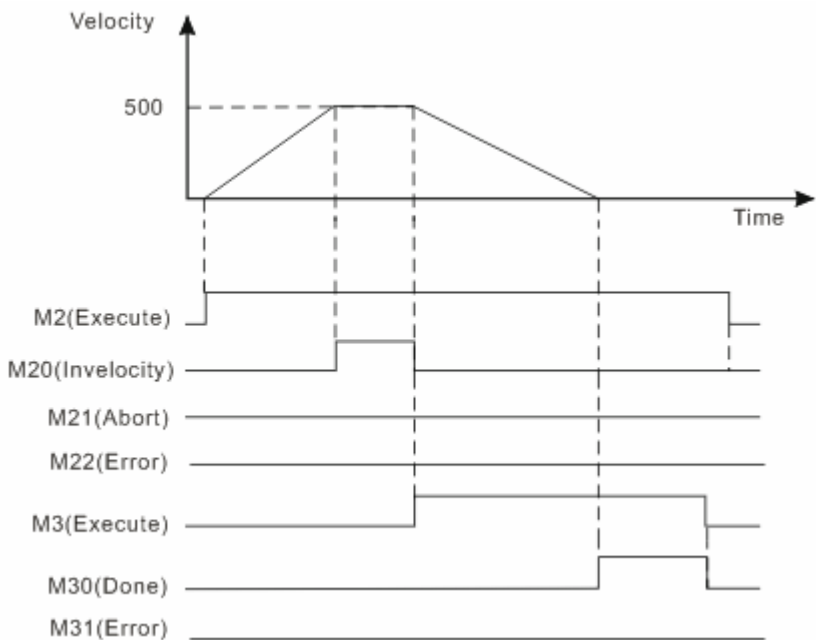 Velocity
500
Time
M2(Execute)
M20(Invelocity)
M21(Abort)
M22(Error)
M3(Execute)
M30(Done)
M31(Error)